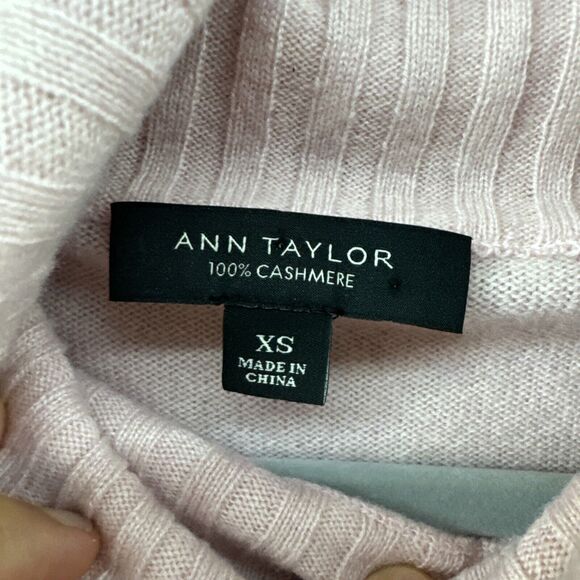 ANN TAYLOR
100% CASHMERE
XS
MADE IN
CHINA